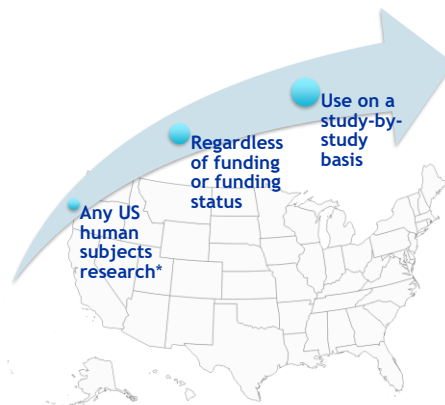 Any US
human
subjects
research*
Regardless
of funding
or funding
status
Use on a
study-by-
study
basis